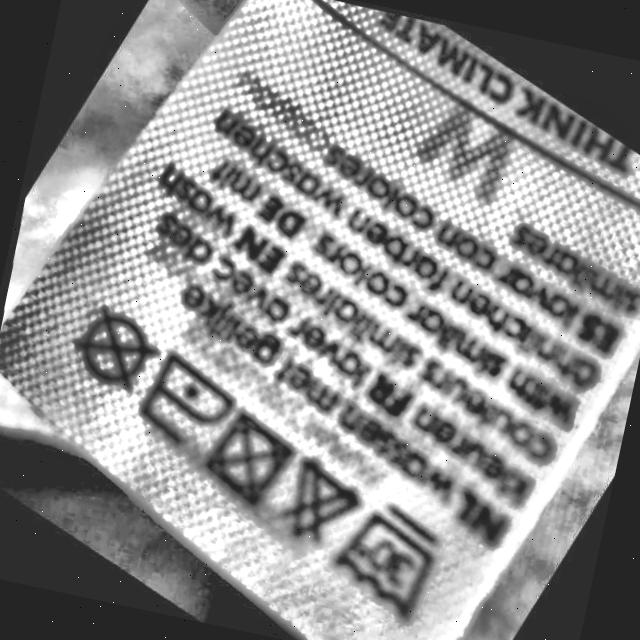 30
NL wassen met gelijke
kleuren FR laver avec des
couleurs similaires EN wash
with similar colors DE mit
ähnlichen farben waschen
ES lavar con colores
similares
THINK CLIMATE